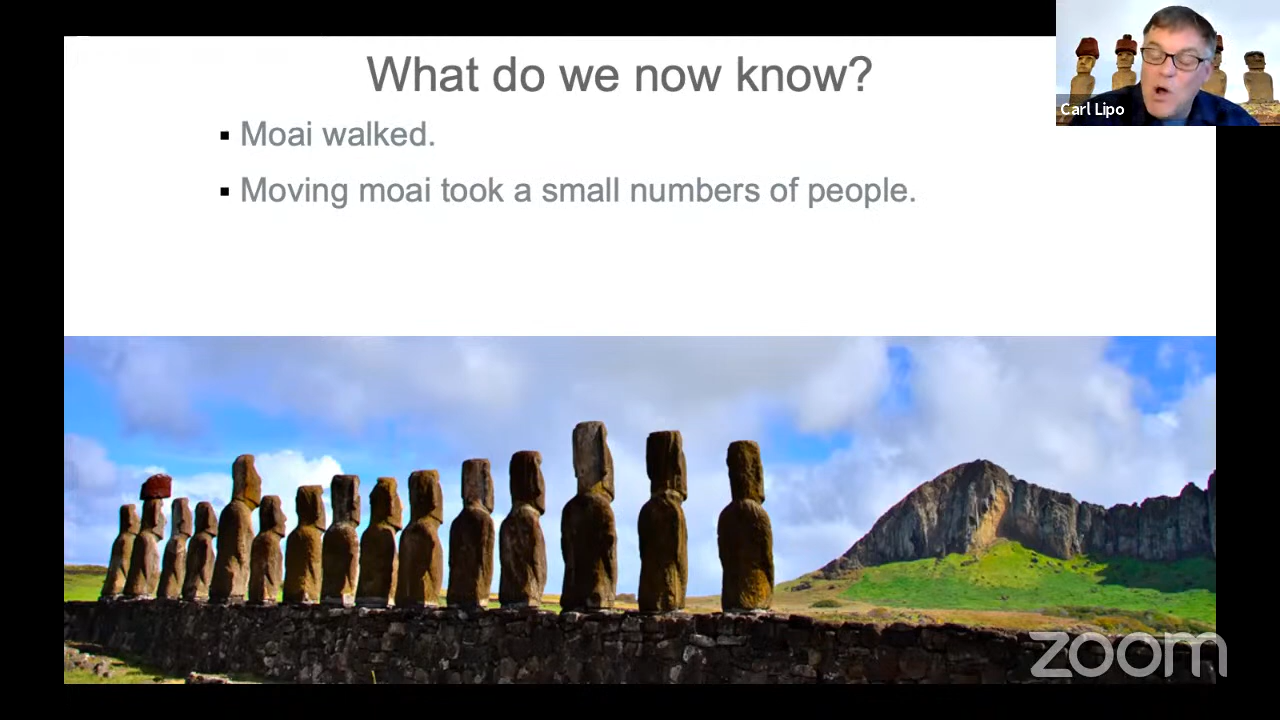 What do we now know?
▪ Moai walked.
▪ Moving moai took a small numbers of people.
Carl Lipo
zoom